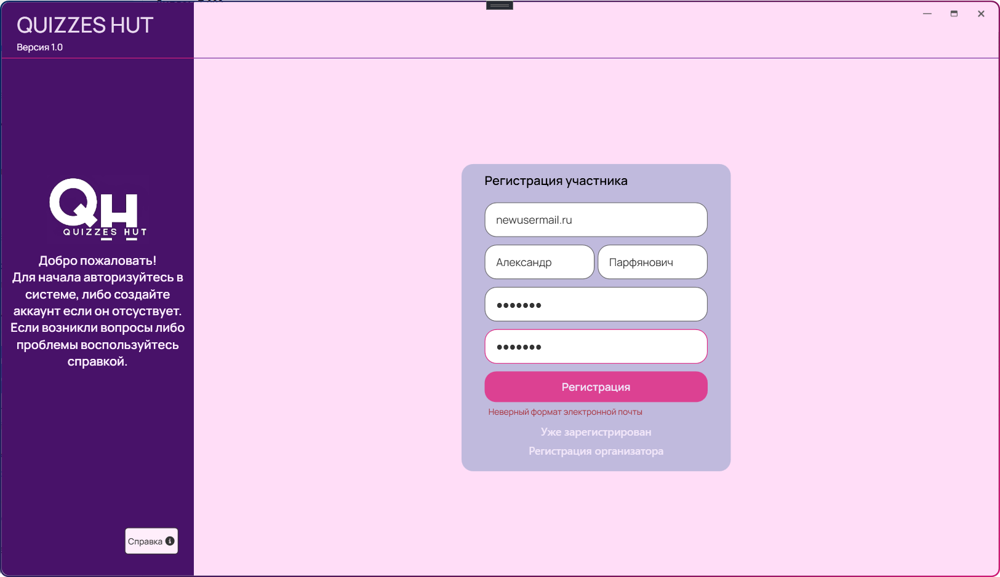 QUIZZES HUT
Версия 1.0
QH
QUIZZES HUT
Добро пожаловать!
Для начала авторизуйтесь в
системе, либо создайте
аккаунт если он отсуствует.
Если возникли вопросы либо
проблемы воспользуйтесь
справкой.
Справка
Регистрация участника
newusermail.ru
Александр Парфянович
●●●●●●●
●●●●●●●
Регистрация
Неверный формат электронной почты
Уже зарегистрирован
Регистрация организатора